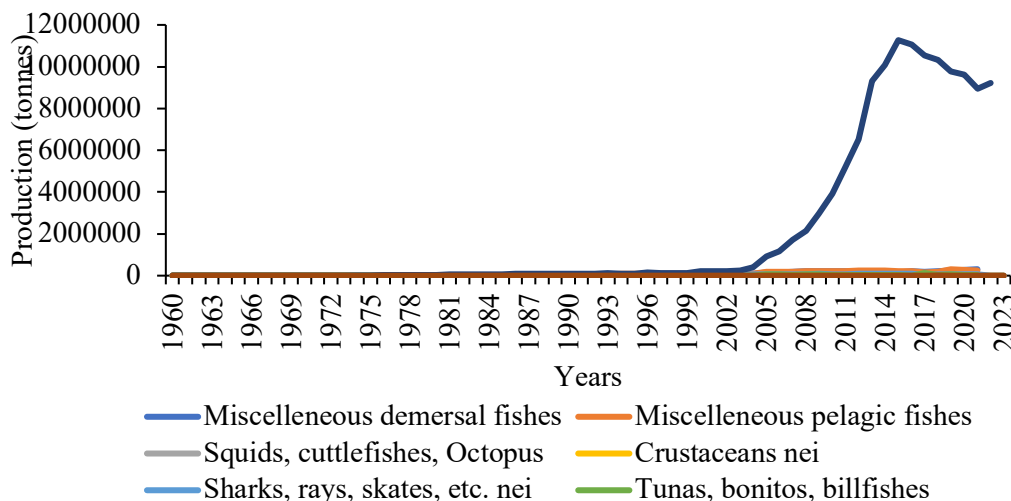 Production (tonnes)
12000000
10000000
8000000
6000000
4000000
2000000
0
1960 1963 1966 1969 1972 1975 1978 1981 1984 1987 1990 1993 1996 1999 2002 2005 2008 2011 2014 2017 2020 2023
Years
Miscelleneous demersal fishes Miscelleneous pelagic fishes
Squids, cuttlefishes, Octopus Crustaceans nei
Sharks, rays, skates, etc. nei Tunas, bonitos, billfishes